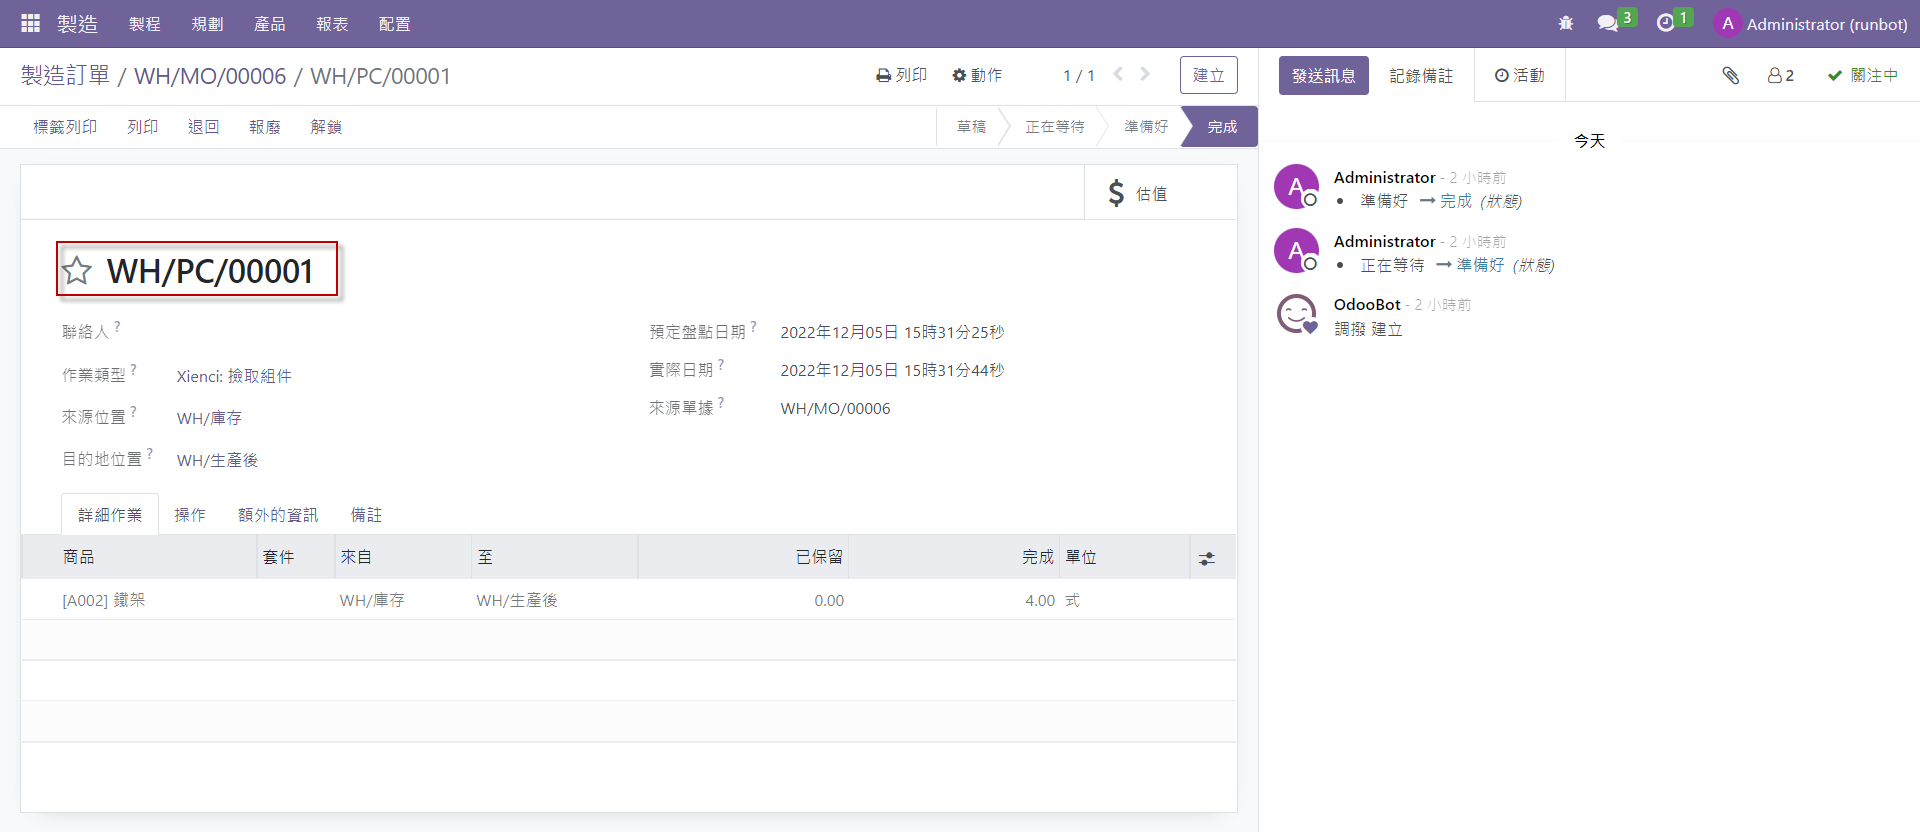 製造 製程 規劃 產品 報表 配置 3 1 A Administrator (runbot)
製造訂單 / WH/MO/00006 / WH/PC/00001 列印 動作 1 / 1 建立 發送訊息 記錄備註 活動 2 關注中
標籤列印 列印 退回 報廢 解鎖 草稿 正在等待 準備好 完成
今天
估值
A Administrator - 2 小時前
準備好 → 完成 (狀態)
A Administrator - 2 小時前
正在等待 → 準備好 (狀態)
OdooBot - 2 小時前
調撥 建立
WH/PC/00001
聯絡人 ?
作業類型 ? Xienci: 撿取組件
來源位置 ? WH/庫存
目的地位置 ? WH/生產後
預定盤點日期 ? 2022年12月05日 15時31分25秒
實際日期 ? 2022年12月05日 15時31分44秒
來源單據 ? WH/MO/00006
詳細作業 操作 額外的資訊 備註
商品 套件 來自 至 已保留 完成 單位
[A002] 鐵架 WH/庫存 WH/生產後 0.00 4.00 式